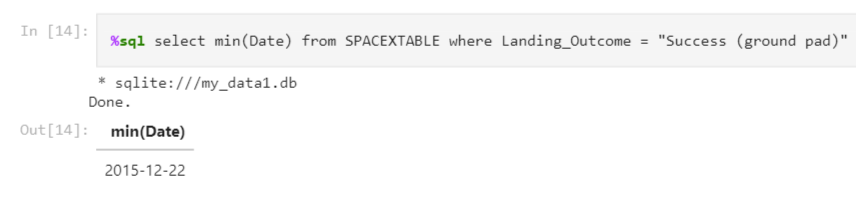 In [14]: %sql select min(Date) from SPACEXTABLE where Landing_Outcome = "Success (ground pad)"
* sqlite:///my_data1.db
Done.
Out[14]: min(Date)
2015-12-22